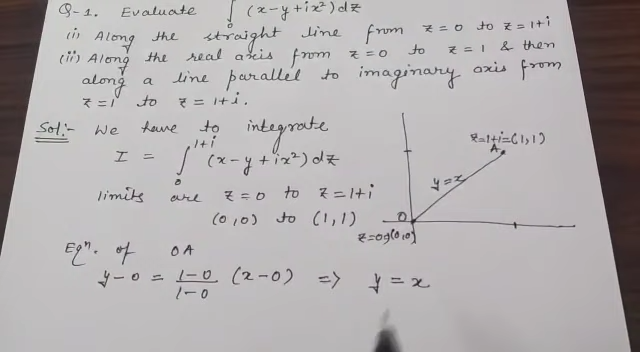 Q-1. Evaluate ∫₀ (x-y+ix²)dz
(i) Along the straight line from z=0 to z=1+i
(ii) Along the real axis from z=0 to z=1 & then
along a line parallel to imaginary axis from
z=1 to z=1+i.
Sol:- We have to integrate
I = ∫₀¹⁺ⁱ (x-y+ix²)dz
limits are z=0 to z=1+i
(0,0) to (1,1)
z=1+i=(1,1)
A
y=x
O
z=0=(0,0)
Eqⁿ. of OA
y-0 = (1-0)/(1-0) (x-0) ⇒ y=x